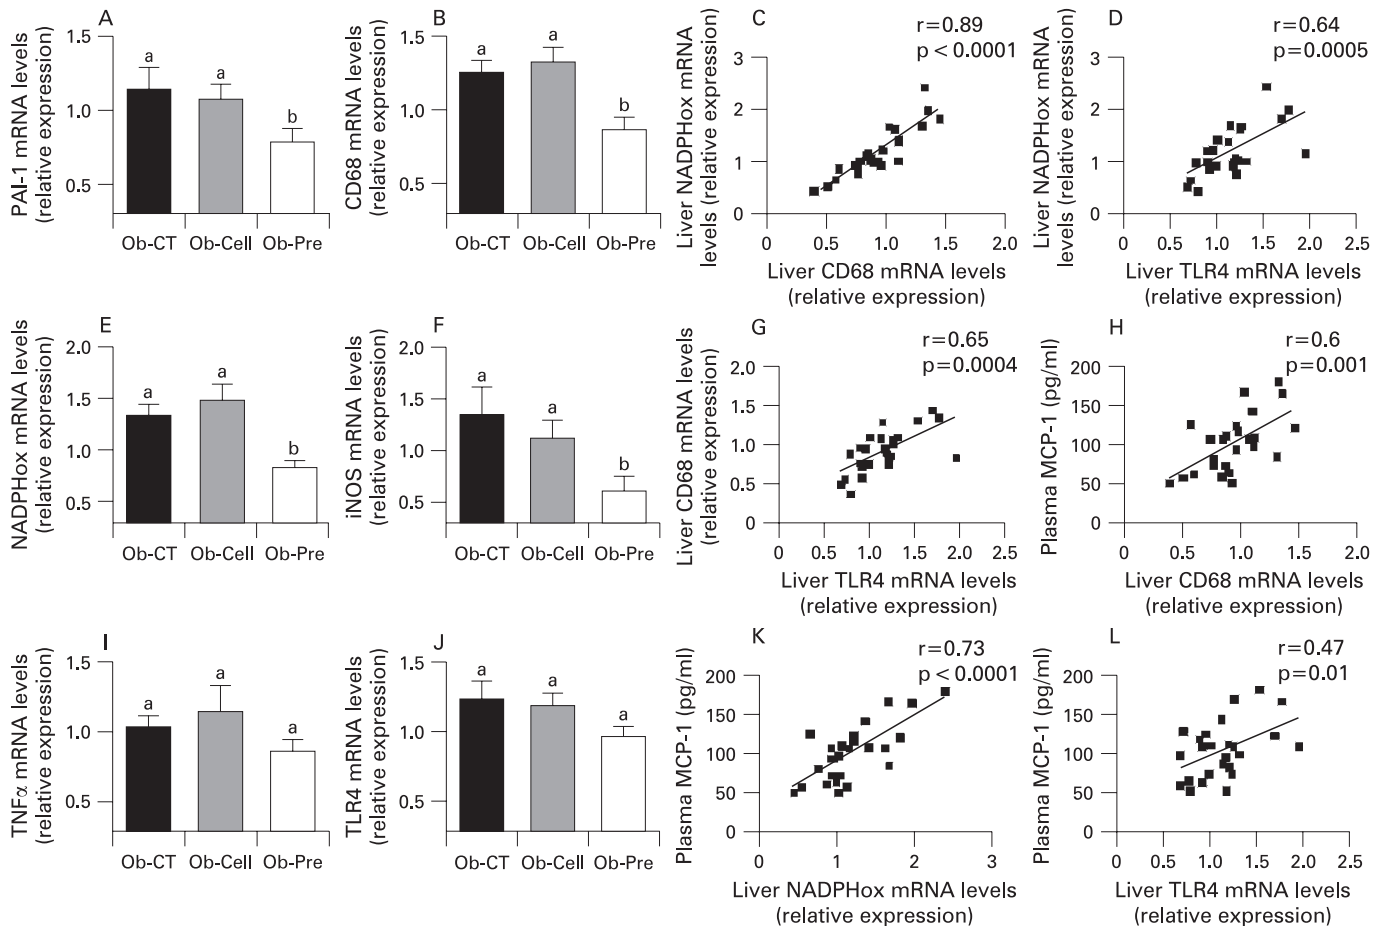 A
PAI-1 mRNA levels
(relative expression)
1.5
1.0
0.5
a
a
b
Ob-CT Ob-Cell Ob-Pre
B
CD68 mRNA levels
(relative expression)
1.5
1.0
0.5
a
a
b
Ob-CT Ob-Cell Ob-Pre
C
r=0.89
p < 0.0001
Liver NADPHox mRNA
levels (relative expression)
3
2
1
0
0 0.5 1.0 1.5 2.0
Liver CD68 mRNA levels
(relative expression)
D
r=0.64
p=0.0005
Liver NADPHox mRNA
levels (relative expression)
3
2
1
0
0 0.5 1.0 1.5 2.0 2.5
Liver TLR4 mRNA levels
(relative expression)
E
NADPHox mRNA levels
(relative expression)
2.0
1.5
1.0
0.5
a
a
b
Ob-CT Ob-Cell Ob-Pre
F
iNOS mRNA levels
(relative expression)
2.0
1.5
1.0
0.5
a
a
b
Ob-CT Ob-Cell Ob-Pre
G
r=0.65
p=0.0004
Liver CD68 mRNA levels
(relative expression)
2.0
1.5
1.0
0.5
0
0 0.5 1.0 1.5 2.0 2.5
Liver TLR4 mRNA levels
(relative expression)
H
r=0.6
p=0.001
Plasma MCP-1 (pg/ml)
200
150
100
50
0
0 0.5 1.0 1.5 2.0
Liver CD68 mRNA levels
(relative expression)
I
TNFα mRNA levels
(relative expression)
1.5
1.0
0.5
a
a
a
Ob-CT Ob-Cell Ob-Pre
J
TLR4 mRNA levels
(relative expression)
1.5
1.0
0.5
a
a
a
Ob-CT Ob-Cell Ob-Pre
K
r=0.73
p < 0.0001
Plasma MCP-1 (pg/ml)
200
150
100
50
0
0 1 2 3
Liver NADPHox mRNA levels
(relative expression)
L
r=0.47
p=0.01
Plasma MCP-1 (pg/ml)
200
150
100
50
0
0 0.5 1.0 1.5 2.0 2.5
Liver TLR4 mRNA levels
(relative expression)